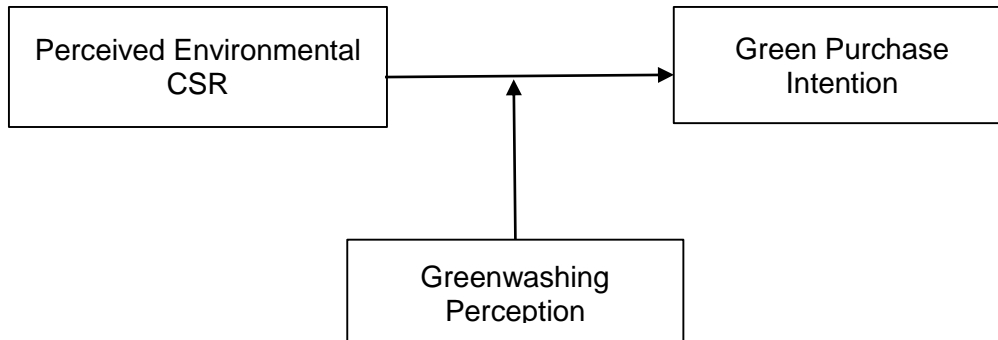 Perceived Environmental
CSR
Green Purchase
Intention
Greenwashing
Perception